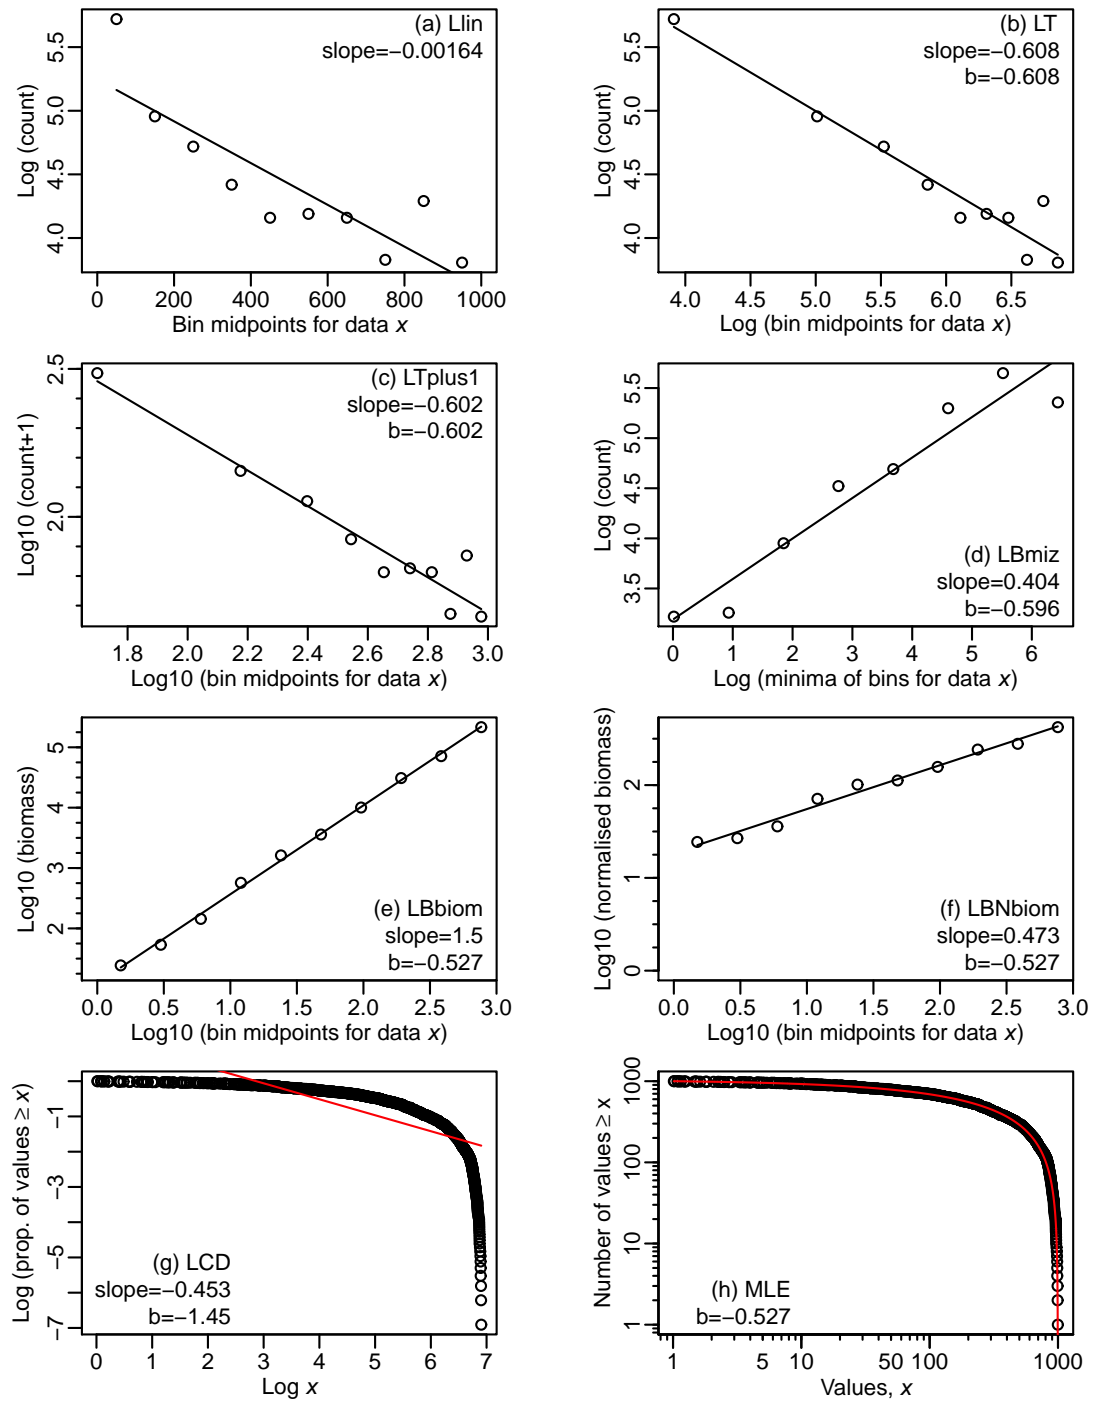 (a) Llin
slope=−0.00164
Log (count)
4.0 4.5 5.0 5.5
0 200 400 600 800 1000
Bin midpoints for data x
(b) LT
slope=−0.608
b=−0.608
Log (count)
4.0 4.5 5.0 5.5
4.0 4.5 5.0 5.5 6.0 6.5
Log (bin midpoints for data x)
(c) LTplus1
slope=−0.602
b=−0.602
Log10 (count+1)
2.0 2.5
1.8 2.0 2.2 2.4 2.6 2.8 3.0
Log10 (bin midpoints for data x)
(d) LBmiz
slope=0.404
b=−0.596
Log (count)
3.5 4.0 4.5 5.0 5.5
0 1 2 3 4 5 6
Log (minima of bins for data x)
(e) LBbiom
slope=1.5
b=−0.527
Log10 (biomass)
2 3 4 5
0.0 0.5 1.0 1.5 2.0 2.5 3.0
Log10 (bin midpoints for data x)
(f) LBNbiom
slope=0.473
b=−0.527
Log10 (normalised biomass)
0 1 2
0.0 0.5 1.0 1.5 2.0 2.5 3.0
Log10 (bin midpoints for data x)
(g) LCD
slope=−0.453
b=−1.45
Log (prop. of values ≥ x)
−7 −5 −3 −1
0 1 2 3 4 5 6 7
Log x
(h) MLE
b=−0.527
Number of values ≥ x
1 10 100 1000
1 5 10 50 100 1000
Values, x